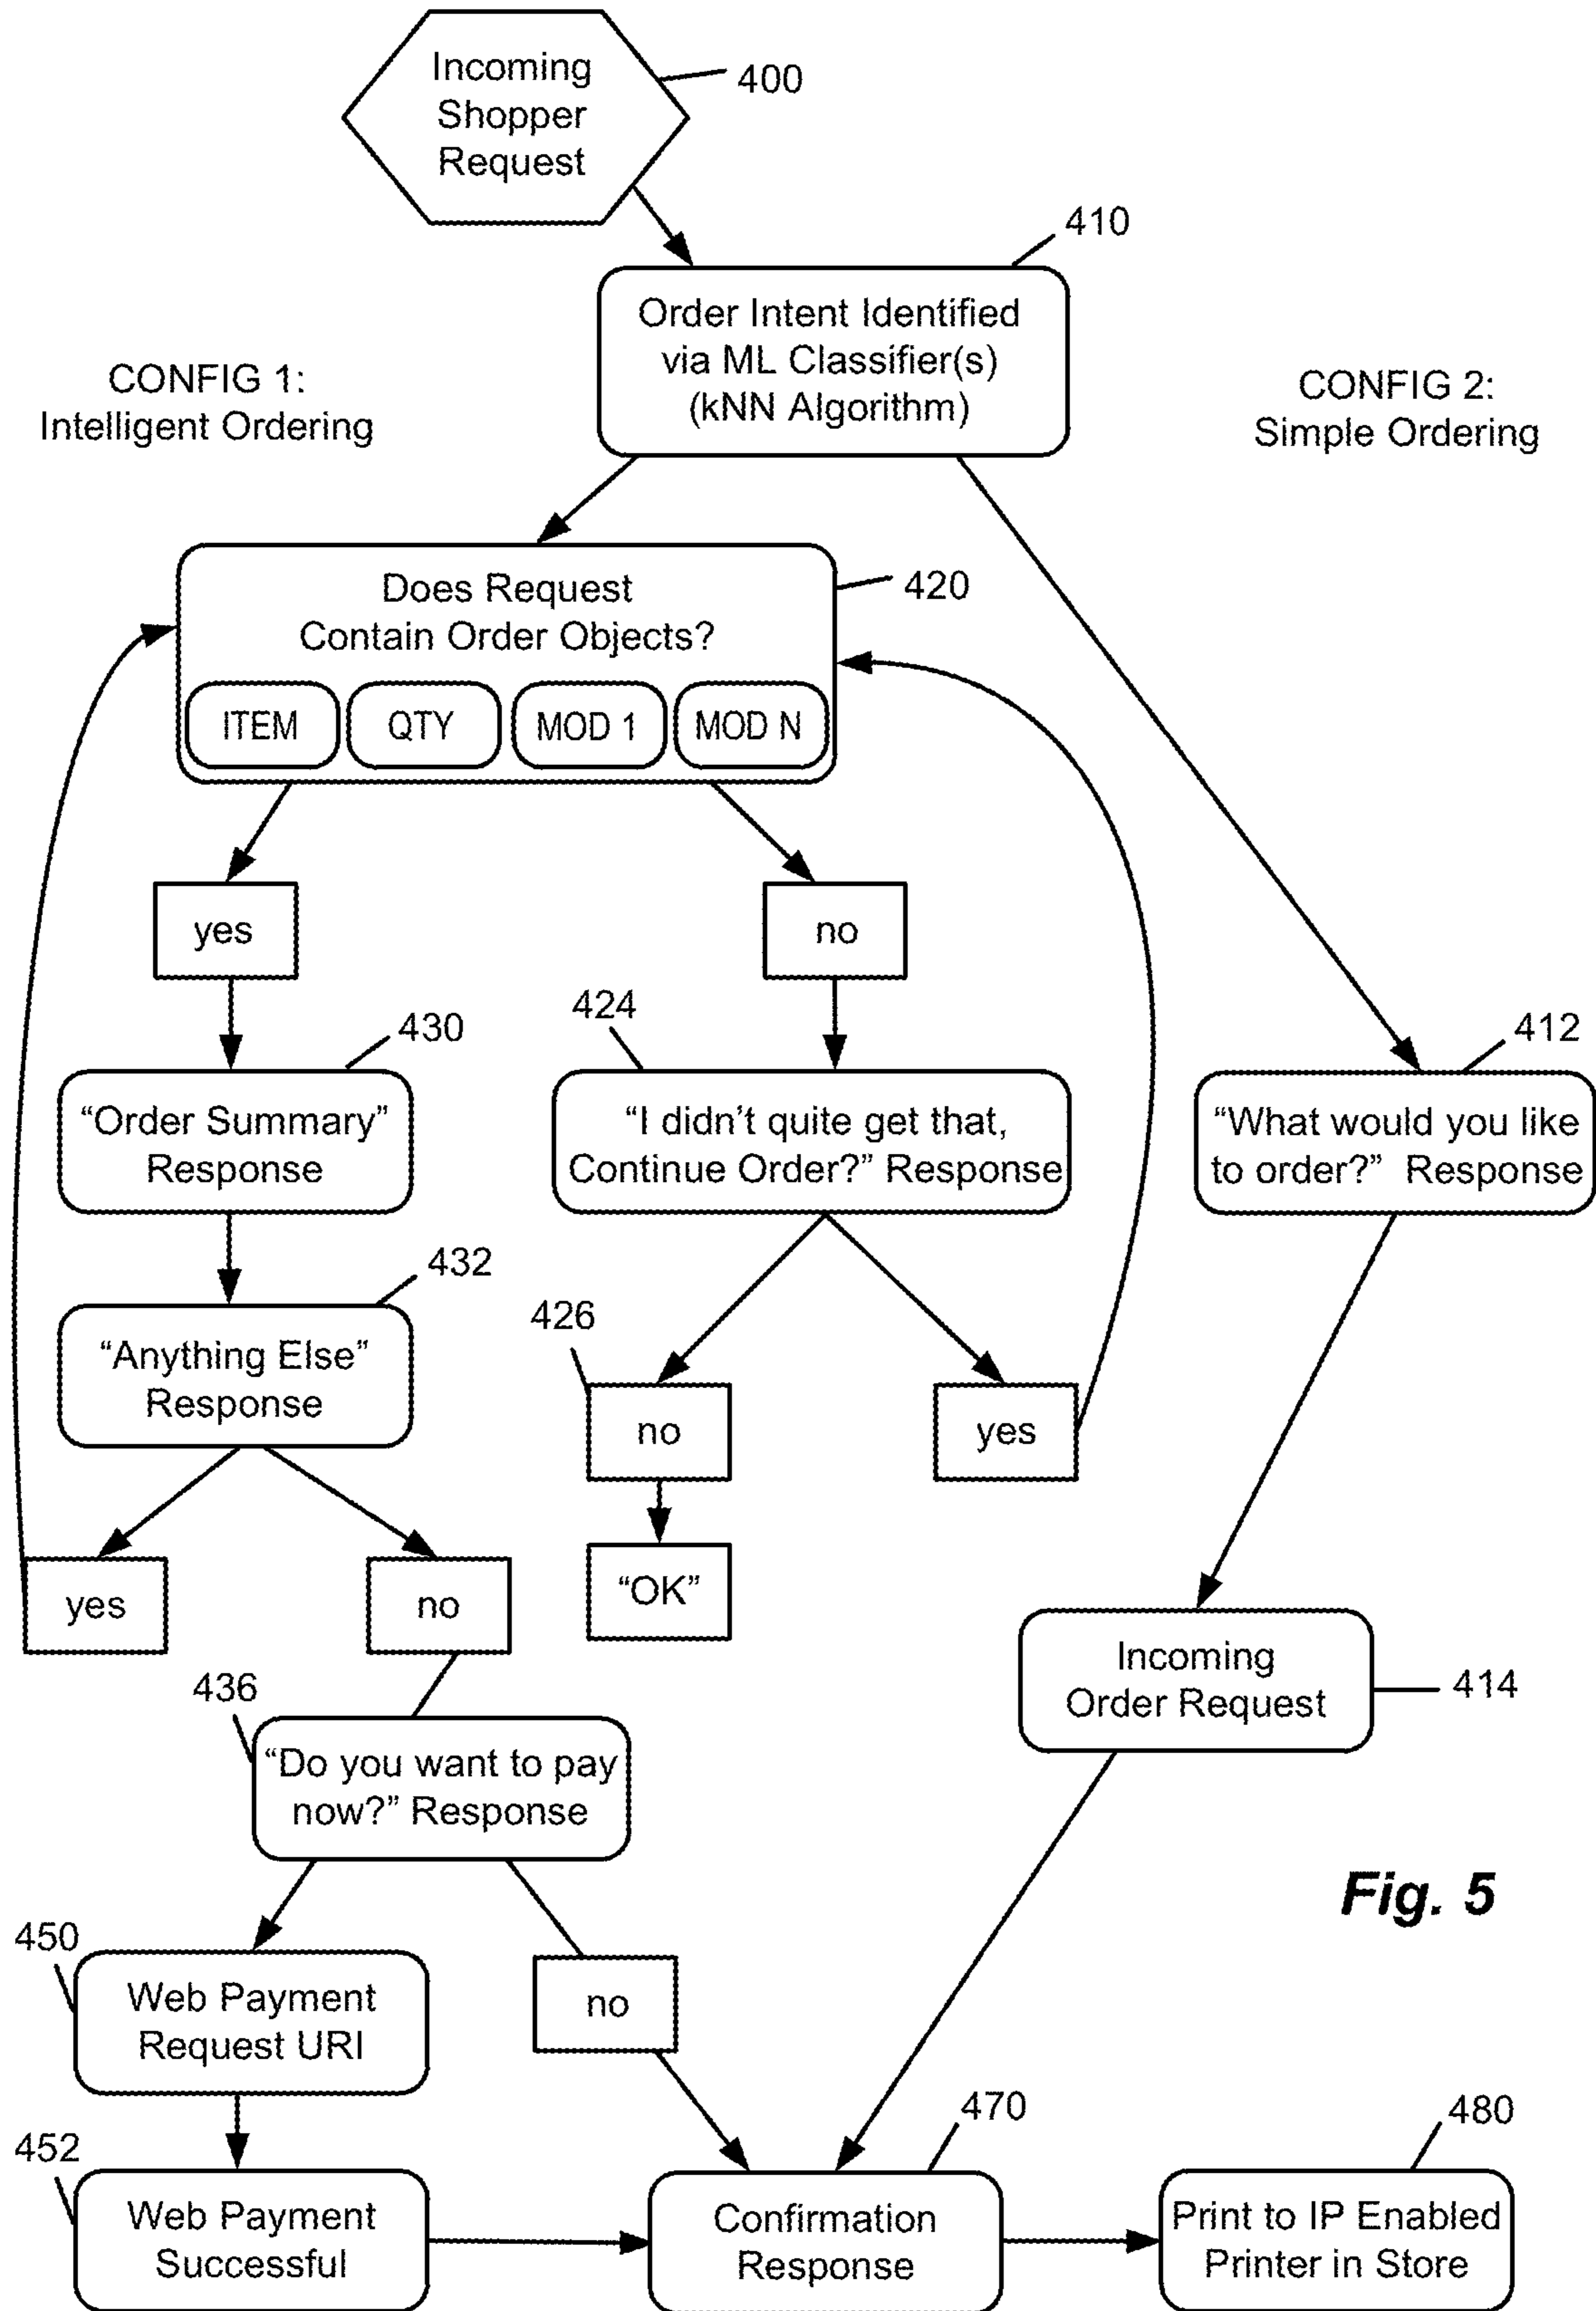 Incoming
Shopper
Request
400
410
Order Intent Identified
via ML Classifier(s)
(kNN Algorithm)
CONFIG 1:
Intelligent Ordering
CONFIG 2:
Simple Ordering
Does Request
Contain Order Objects?
420
ITEM
QTY
MOD 1
MOD N
yes
no
430
424
412
“Order Summary”
Response
“I didn’t quite get that,
Continue Order?” Response
“What would you like
to order?” Response
432
“Anything Else”
Response
426
no
yes
yes
no
“OK”
Incoming
Order Request
414
436
“Do you want to pay
now?” Response
Fig. 5
450
Web Payment
Request URI
no
452
Web Payment
Successful
470
Confirmation
Response
480
Print to IP Enabled
Printer in Store